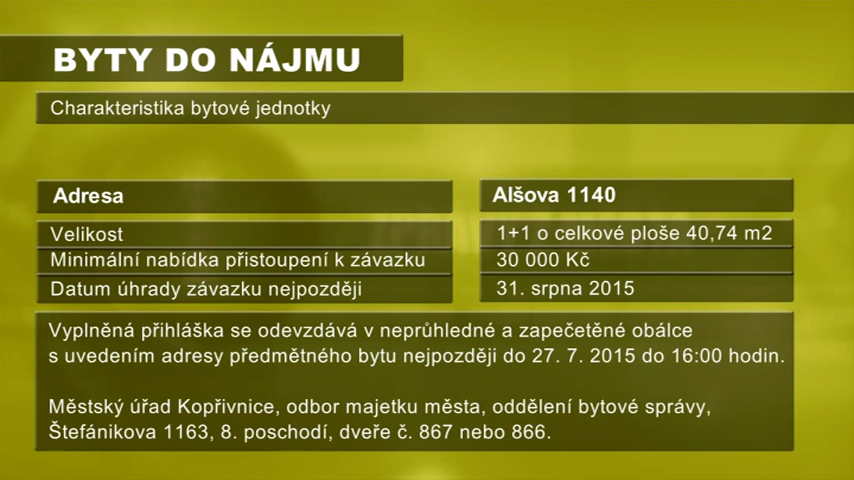 BYTY DO NÁJMU
Charakteristika bytové jednotky
Adresa Alšova 1140
Velikost 1+1 o celkové ploše 40,74 m2
Minimální nabídka přistoupení k závazku 30 000 Kč
Datum úhrady závazku nejpozději 31. srpna 2015
Vyplněná přihláška se odevzdává v neprůhledné a zapečetěné obálce
s uvedením adresy předmětného bytu nejpozději do 27. 7. 2015 do 16:00 hodin.
Městský úřad Kopřivnice, odbor majetku města, oddělení bytové správy,
Štefánikova 1163, 8. poschodí, dveře č. 867 nebo 866.